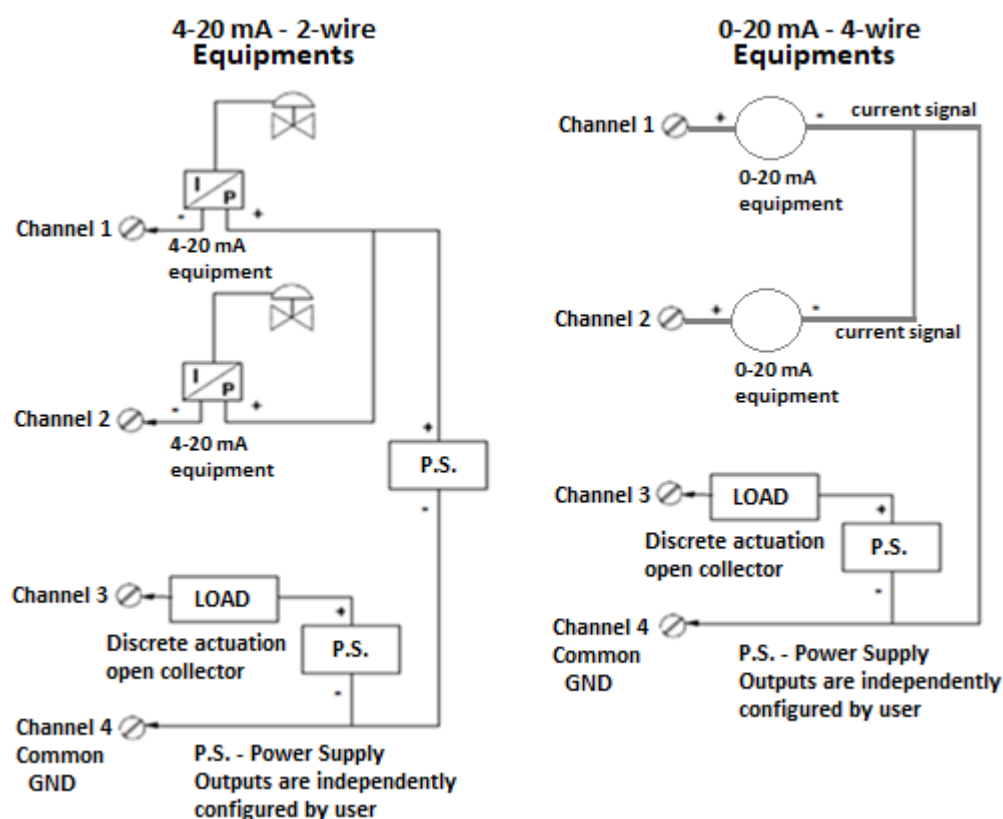 4-20 mA - 2-wire
Equipments
I
P
-
+
Channel 1
4-20 mA
equipment
I
P
-
+
Channel 2
4-20 mA
equipment
+
P.S.
-
Channel 3
LOAD
+
Discrete actuation
open collector
P.S.
-
Channel 4
Common
GND
P.S. - Power Supply
Outputs are independently
configured by user
0-20 mA - 4-wire
Equipments
Channel 1
+
-
current signal
0-20 mA
equipment
Channel 2
+
-
current signal
0-20 mA
equipment
Channel 3
LOAD
+
Discrete actuation
open collector
P.S.
-
Channel 4
Common
GND
P.S. - Power Supply
Outputs are independently
configured by user